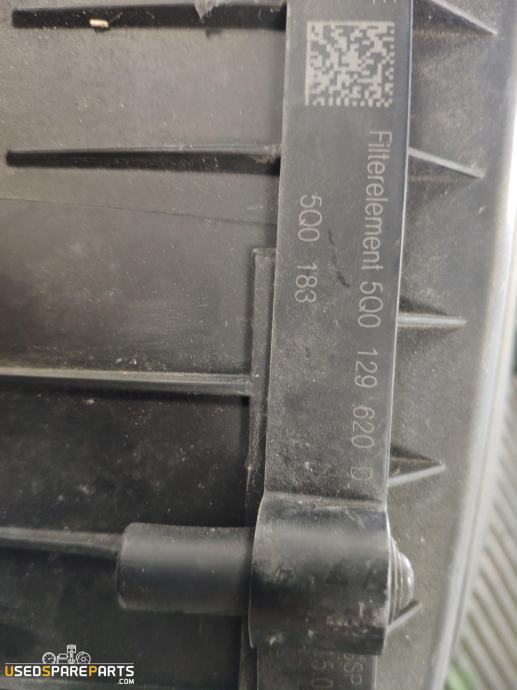 Filterelement 5Q0 129 620 D
5Q0 183
USEDSPAREPARTS
.COM